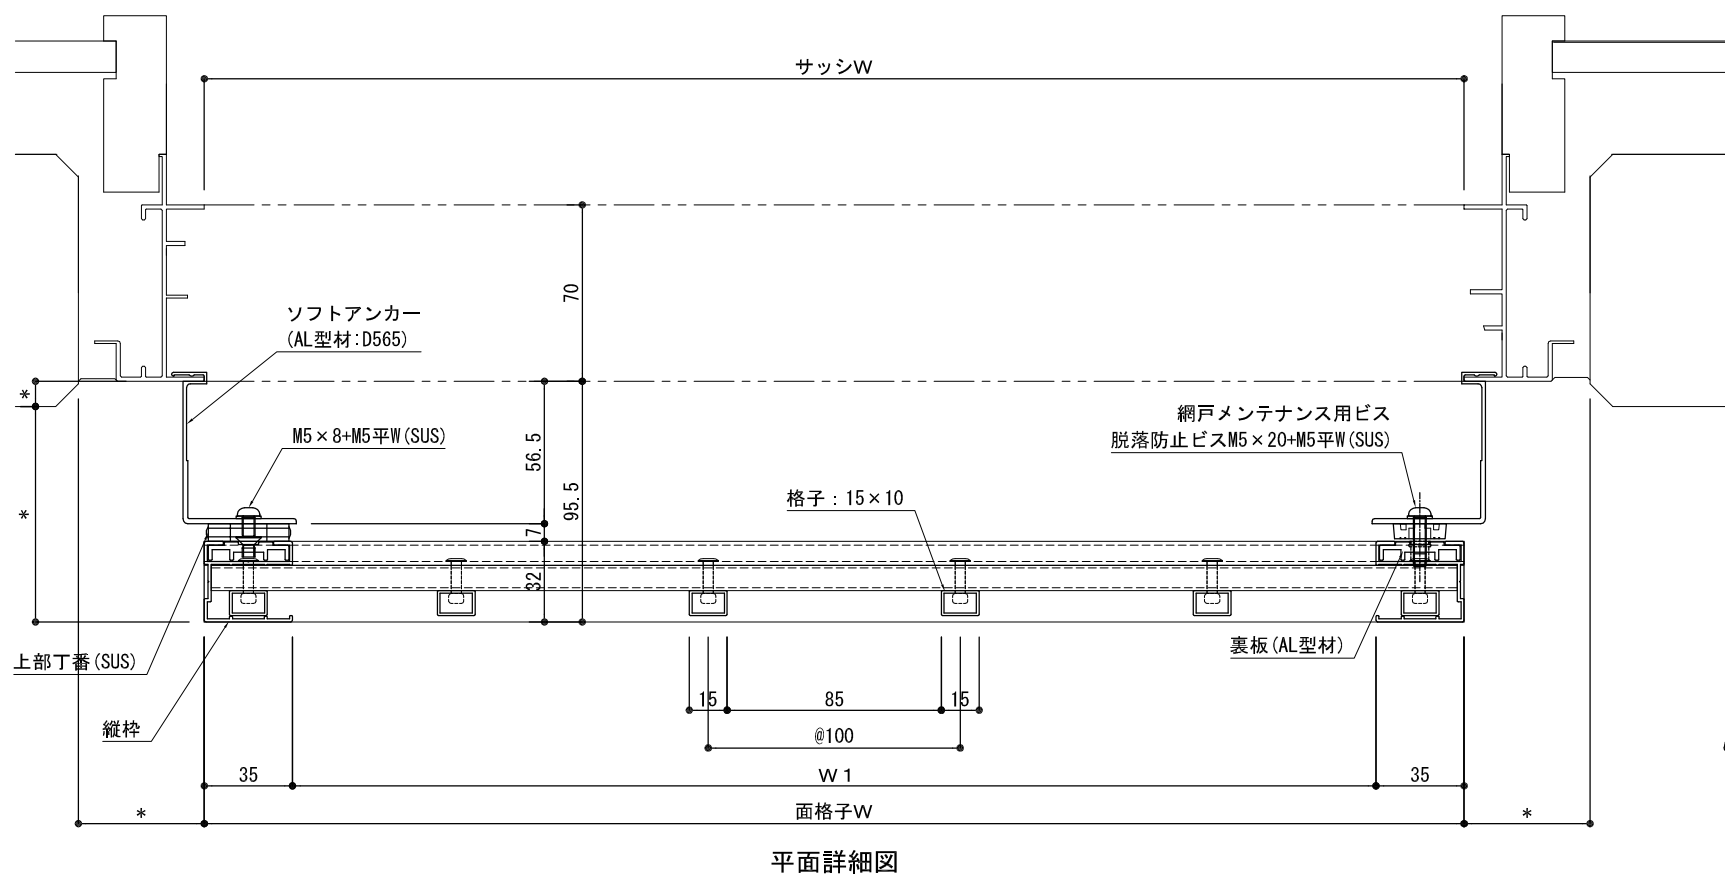 サッシW
70
ソフトアンカー
(AL型材:D565)
*
M5×8+M5平W(SUS)
56.5
95.5
網戸メンテナンス用ビス
脱落防止ビスM5×20+M5平W(SUS)
*
格子:15×10
7
32
上部丁番(SUS)
裏板(AL型材)
15
85
15
縦枠
@100
35
W1
35
*
面格子W
*
平面詳細図